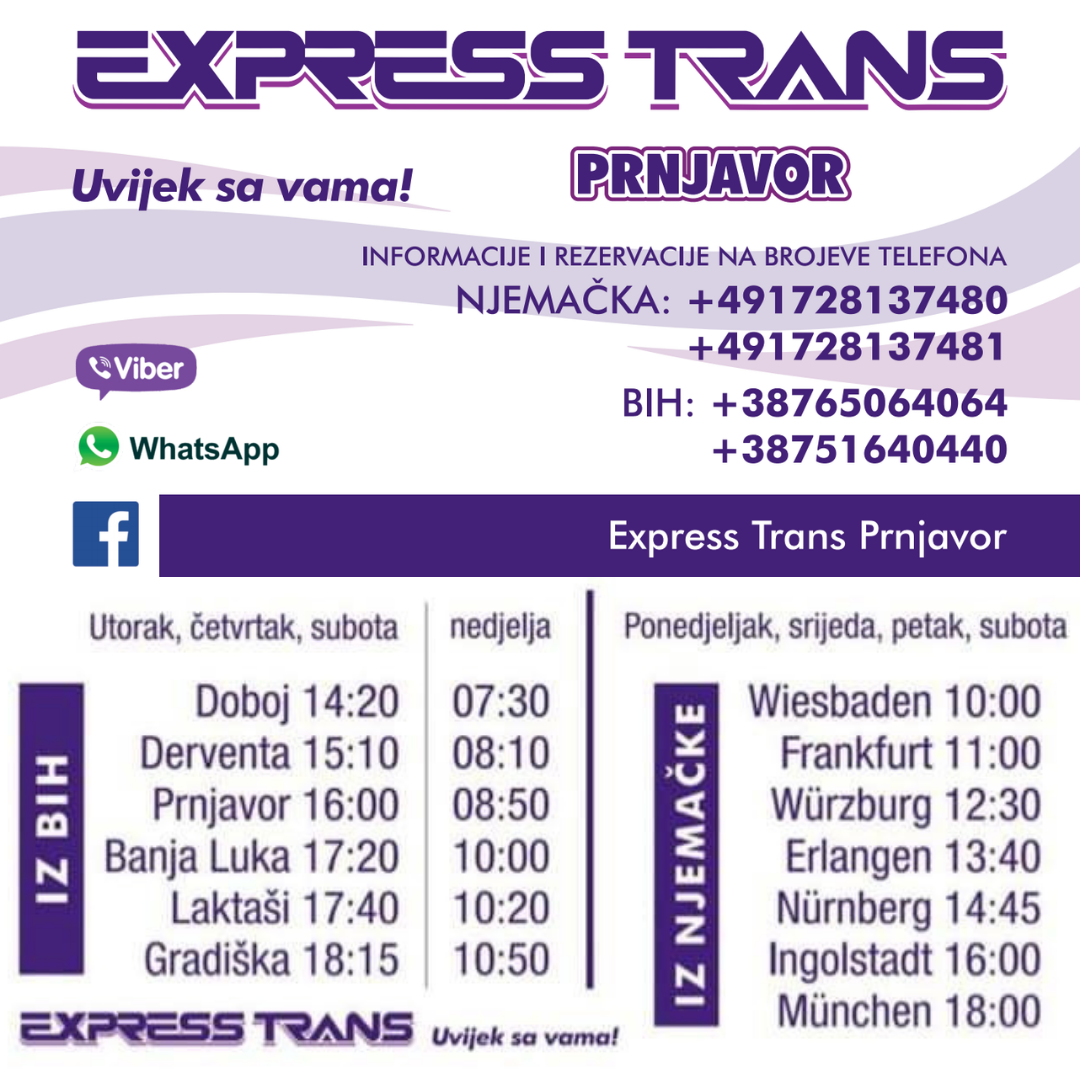 EXPRESS TRANS
Uvijek sa vama!
PRNJAVOR
INFORMACIJE I REZERVACIJE NA BROJEVE TELEFONA
NJEMAČKA: +491728137480
+491728137481
Viber
BIH: +38765064064
WhatsApp
+38751640440
f
Express Trans Prnjavor
Utorak, četvrtak, subota
nedjelja
IZ BIH
Doboj 14:20 07:30
Derventa 15:10 08:10
Prnjavor 16:00 08:50
Banja Luka 17:20 10:00
Laktaši 17:40 10:20
Gradiška 18:15 10:50
Ponedjeljak, srijeda, petak, subota
IZ NJEMAČKE
Wiesbaden 10:00
Frankfurt 11:00
Würzburg 12:30
Erlangen 13:40
Nürnberg 14:45
Ingolstadt 16:00
München 18:00
EXPRESS TRANS Uvijek sa vama!